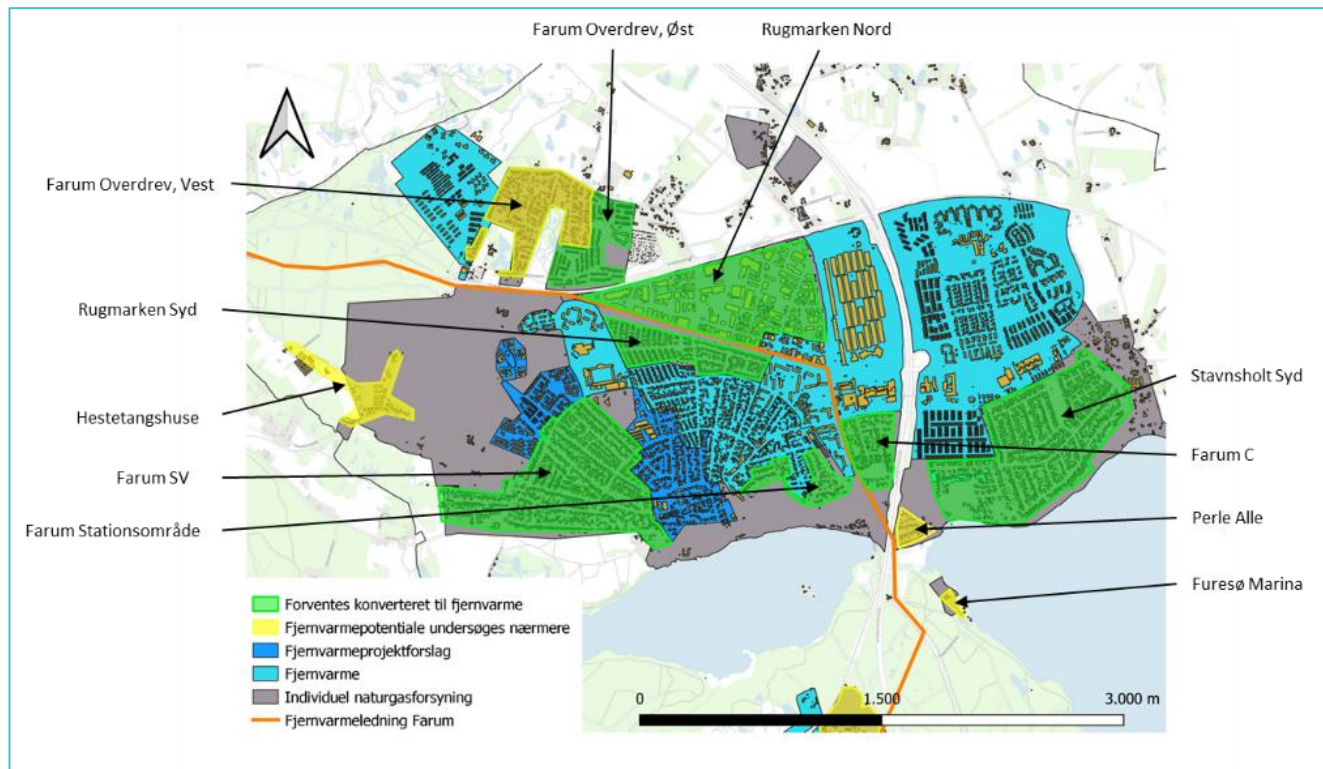 Farum Overdrev, Øst
Rugmarken Nord
Farum Overdrev, Vest
Rugmarken Syd
Hestetangshuse
Farum SV
Farum Stationsområde
Stavnsholt Syd
Farum C
Perle Alle
Furesø Marina
Forventes konverteret til fjernvarme
Fjernvarmepotentiale undersøges nærmere
Fjernvarmeprojektforslag
Fjernvarme
Individuel naturgasforsyning
Fjernvarmeledning Farum
0 1.500 3.000 m